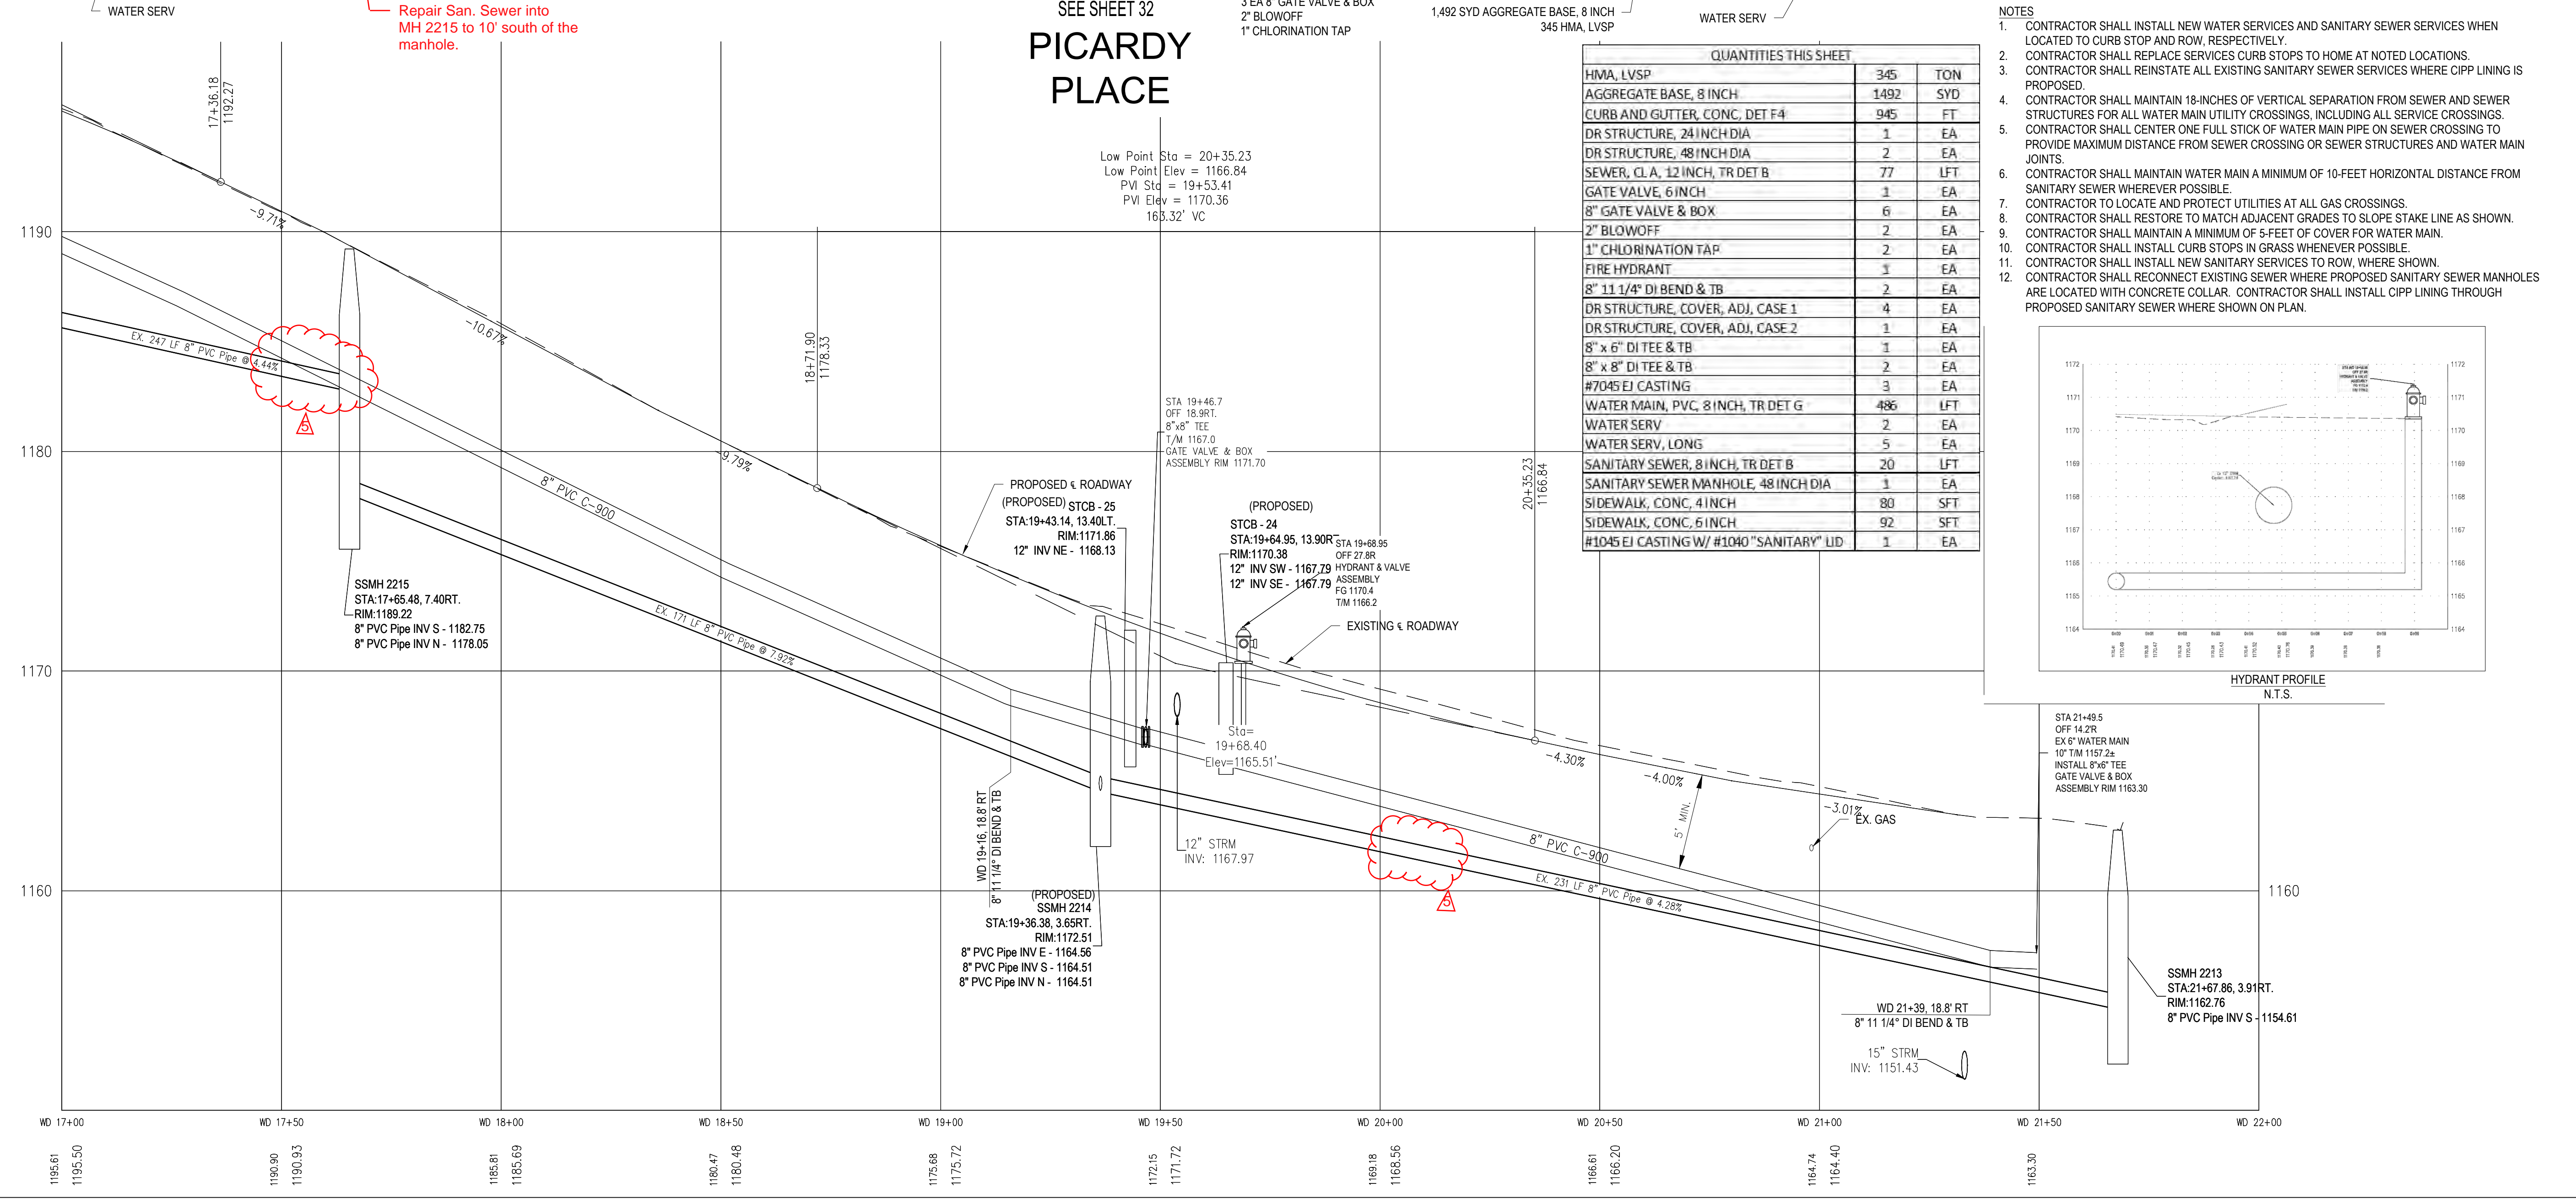 WATER SERV
Repair San. Sewer into
MH 2215 to 10' south of the
manhole.
SEE SHEET 32
PICARDY
PLACE
3 EA 8" GATE VALVE & BOX
2" BLOWOFF
1" CHLORINATION TAP
1,492 SYD AGGREGATE BASE, 8 INCH
345 HMA, LVSP
WATER SERV
QUANTITIES THIS SHEET
HMA, LVSP 345 TON
AGGREGATE BASE, 8 INCH 1492 SYD
CURB AND GUTTER, CONC, DET F4 945 FT
DR STRUCTURE, 24 INCH DIA 1 EA
DR STRUCTURE, 48 INCH DIA 2 EA
SEWER, CL A, 12 INCH, TR DET B 77 LFT
GATE VALVE, 6 INCH 1 EA
8" GATE VALVE & BOX 6 EA
2" BLOWOFF 2 EA
1" CHLORINATION TAP 2 EA
FIRE HYDRANT 1 EA
8" 11 1/4° DI BEND & TB 2 EA
DR STRUCTURE, COVER, ADJ, CASE 1 4 EA
DR STRUCTURE, COVER, ADJ, CASE 2 1 EA
8" x 6" DI TEE & TB 1 EA
8" x 8" DI TEE & TB 2 EA
#7045 EJ CASTING 3 EA
WATER MAIN, PVC, 8 INCH, TR DET G 486 LFT
WATER SERV 2 EA
WATER SERV, LONG 5 EA
SANITARY SEWER, 8 INCH, TR DET B 20 LFT
SANITARY SEWER MANHOLE, 48 INCH DIA 1 EA
SIDEWALK, CONC, 4 INCH 80 SFT
SIDEWALK, CONC, 6 INCH 92 SFT
#1045 EJ CASTING W/ #1040 "SANITARY" LID 1 EA
NOTES
1. CONTRACTOR SHALL INSTALL NEW WATER SERVICES AND SANITARY SEWER SERVICES WHEN
LOCATED TO CURB STOP AND ROW, RESPECTIVELY.
2. CONTRACTOR SHALL REPLACE SERVICES CURB STOPS TO HOME AT NOTED LOCATIONS.
3. CONTRACTOR SHALL REINSTATE ALL EXISTING SANITARY SEWER SERVICES WHERE CIPP LINING IS
PROPOSED.
4. CONTRACTOR SHALL MAINTAIN 18-INCHES OF VERTICAL SEPARATION FROM SEWER AND SEWER
STRUCTURES FOR ALL WATER MAIN UTILITY CROSSINGS, INCLUDING ALL SERVICE CROSSINGS.
5. CONTRACTOR SHALL CENTER ONE FULL STICK OF WATER MAIN PIPE ON SEWER CROSSING TO
PROVIDE MAXIMUM DISTANCE FROM SEWER CROSSING OR SEWER STRUCTURES AND WATER MAIN
JOINTS.
6. CONTRACTOR SHALL MAINTAIN WATER MAIN A MINIMUM OF 10-FEET HORIZONTAL DISTANCE FROM
SANITARY SEWER WHEREVER POSSIBLE.
7. CONTRACTOR TO LOCATE AND PROTECT UTILITIES AT ALL GAS CROSSINGS.
8. CONTRACTOR SHALL RESTORE TO MATCH ADJACENT GRADES TO SLOPE STAKE LINE AS SHOWN.
9. CONTRACTOR SHALL MAINTAIN A MINIMUM OF 5-FEET OF COVER FOR WATER MAIN.
10. CONTRACTOR SHALL INSTALL CURB STOPS IN GRASS WHENEVER POSSIBLE.
11. CONTRACTOR SHALL INSTALL NEW SANITARY SERVICES TO ROW, WHERE SHOWN.
12. CONTRACTOR SHALL RECONNECT EXISTING SEWER WHERE PROPOSED SANITARY SEWER MANHOLES
ARE LOCATED WITH CONCRETE COLLAR. CONTRACTOR SHALL INSTALL CIPP LINING THROUGH
PROPOSED SANITARY SEWER WHERE SHOWN ON PLAN.
1172 1172
1171 1171
1170 1170
1169 1169
1168 1168
1167 1167
1166 1166
1165 1165
1164 1164
HYDRANT PROFILE
N.T.S.
17+36.18
1192.27
Low Point Sta = 20+35.23
Low Point Elev = 1166.84
PVI Sta = 19+53.41
PVI Elev = 1170.36
163.32' VC
1190
1180
1170
1160
1160
-9.71%
-10.67%
-9.79%
EX. 247 LF 8" PVC Pipe @ 4.44%
5
18+71.90
1178.33
8" PVC C-900
EX. 171 LF 8" PVC Pipe @ 7.92%
STA 19+46.7
OFF 18.9RT.
8"x8" TEE
T/M 1167.0
GATE VALVE & BOX
ASSEMBLY RIM 1171.70
PROPOSED ℄ ROADWAY
(PROPOSED)
STCB - 25
STA:19+43.14, 13.40LT.
RIM:1171.86
12" INV NE - 1168.13
(PROPOSED)
STCB - 24
STA:19+64.95, 13.90RT
RIM:1170.38
12" INV SW - 1167.79
12" INV SE - 1167.79
STA 19+68.95
OFF 27.8R
HYDRANT & VALVE
ASSEMBLY
FG 1170.4
T/M 1166.2
EXISTING ℄ ROADWAY
20+35.23
1166.84
SSMH 2215
STA:17+65.48, 7.40RT.
RIM:1189.22
8" PVC Pipe INV S - 1182.75
8" PVC Pipe INV N - 1178.05
Sta=
19+68.40
Elev=1165.51'
WD 19+16, 18.8' RT
8" 11 1/4° DI BEND & TB
12" STRM
INV: 1167.97
(PROPOSED)
SSMH 2214
STA:19+36.38, 3.65RT.
RIM:1172.51
8" PVC Pipe INV E - 1164.56
8" PVC Pipe INV S - 1164.51
8" PVC Pipe INV N - 1164.51
5
-4.30%
-4.00%
-3.01%
5' MIN.
EX. GAS
8" PVC C-900
EX. 231 LF 8" PVC Pipe @ 4.28%
STA 21+49.5
OFF 14.2'R
EX 6" WATER MAIN
10" T/M 1157.2±
INSTALL 8"x6" TEE
GATE VALVE & BOX
ASSEMBLY RIM 1163.30
SSMH 2213
STA:21+67.86, 3.91RT.
RIM:1162.76
8" PVC Pipe INV S - 1154.61
WD 21+39, 18.8' RT
8" 11 1/4° DI BEND & TB
15" STRM
INV: 1151.43
WD 17+00 WD 17+50 WD 18+00 WD 18+50 WD 19+00 WD 19+50 WD 20+00 WD 20+50 WD 21+00 WD 21+50 WD 22+00
1195.61 1195.50 1190.90 1190.93 1185.81 1185.69 1180.47 1180.48 1175.68 1175.72 1172.15 1171.72 1169.18 1168.56 1166.61 1166.20 1164.74 1164.40 1163.30